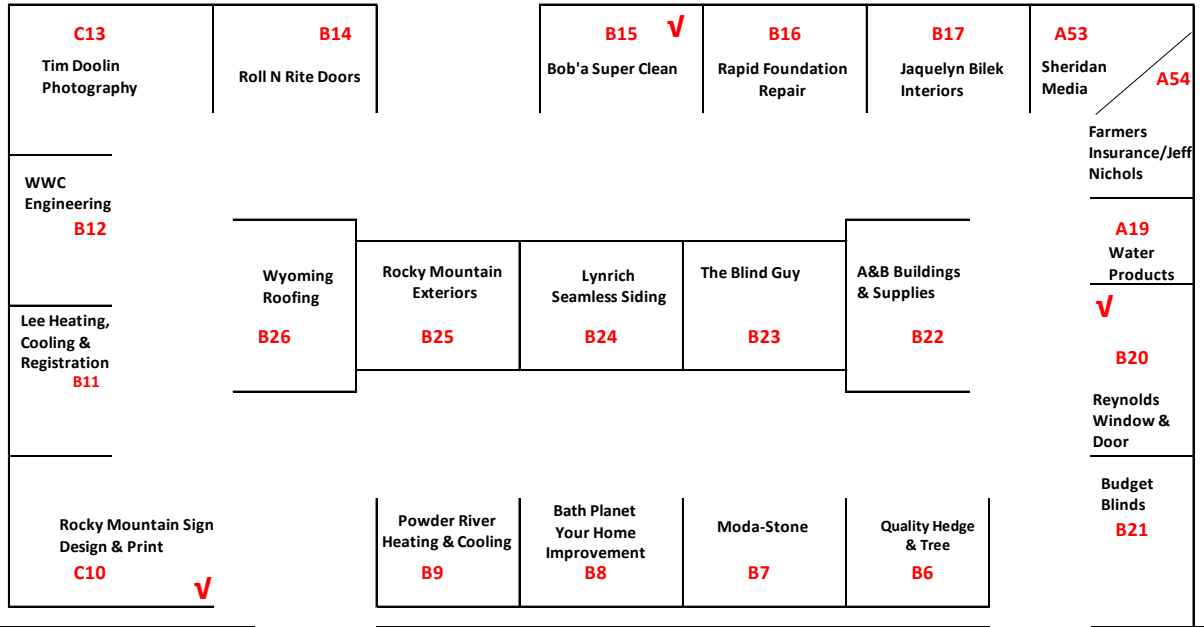 C13
Tim Doolin
Photography
B14
Roll N Rite Doors
B15 √
Bob'a Super Clean
B16
Rapid Foundation
Repair
B17
Jaquelyn Bilek
Interiors
A53
Sheridan
Media
A54
Farmers
Insurance/Jeff
Nichols
WWC
Engineering
B12
A19
Water
Products
Lee Heating,
Cooling &
Registration
B11
Wyoming
Roofing
B26
Rocky Mountain
Exteriors
B25
Lynrich
Seamless Siding
B24
The Blind Guy
B23
A&B Buildings
& Supplies
B22
√
B20
Reynolds
Window &
Door
Rocky Mountain Sign
Design & Print
C10
√
Powder River
Heating & Cooling
B9
Bath Planet
Your Home
Improvement
B8
Moda-Stone
B7
Quality Hedge
& Tree
B6
Budget
Blinds
B21